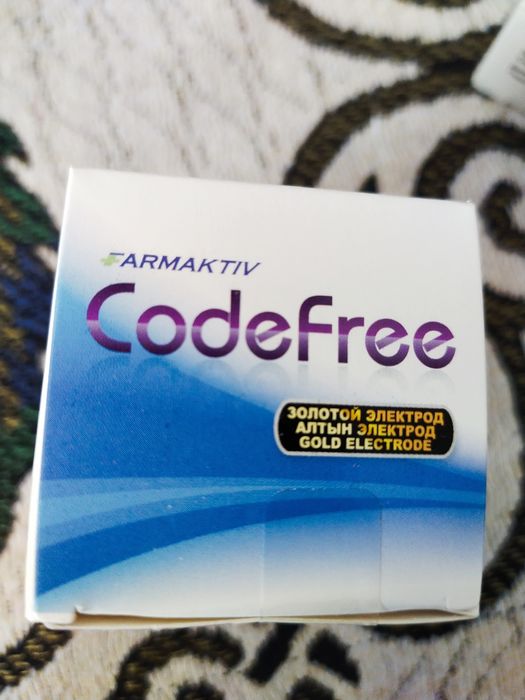 FARMAKTIV
CodeFree
ЗОЛОТОЙ ЭЛЕКТРОД
АЛТЫН ЭЛЕКТРОД
GOLD ELECTRODE